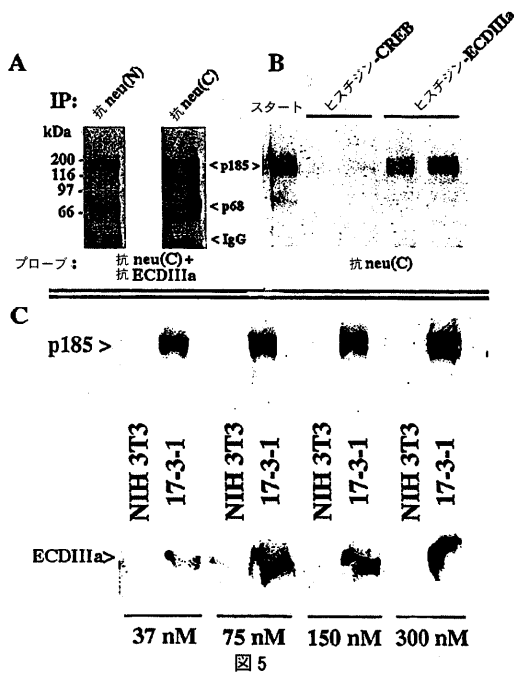 A
IP:
抗 neu(N)
抗 neu(C)
kDa
200
116
97
66
<p185>
<p68
<IgG
プローブ：
抗 neu(C)+
抗 ECDIIIa
B
スタート
ヒスチジン-CREB
ヒスチジン-ECDIIIa
抗 neu(C)
C
p185 >
NIH 3T3
17-3-1
NIH 3T3
17-3-1
NIH 3T3
17-3-1
NIH 3T3
17-3-1
ECDIIIa>
37 nM
75 nM
150 nM
300 nM
図 5